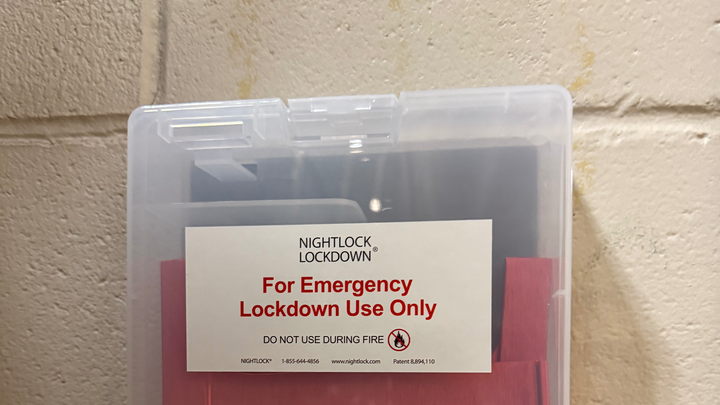 NIGHTLOCK
LOCKDOWN®
For Emergency
Lockdown Use Only
DO NOT USE DURING FIRE
NIGHTLOCK® 1-855-644-4856 www.nightlock.com Patent 8,894,110